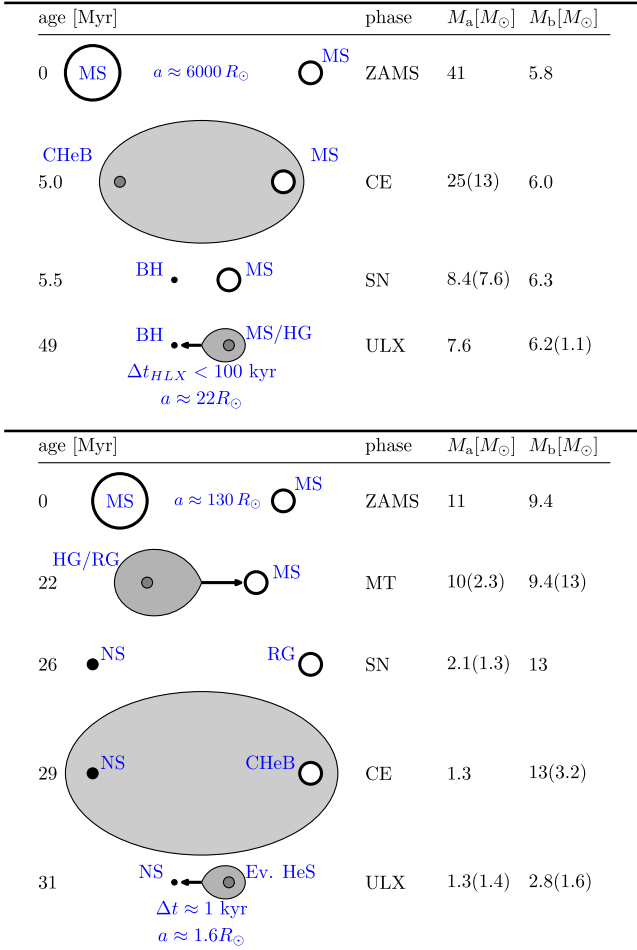 age [Myr] phase Mₐ[M☉] M_b[M☉]
0 MS a ≈ 6000 R☉ MS ZAMS 41 5.8
CHeB MS
5.0 CE 25(13) 6.0
BH MS
5.5 SN 8.4(7.6) 6.3
BH MS/HG
49 ULX 7.6 6.2(1.1)
Δt_HLX < 100 kyr
a ≈ 22R☉
age [Myr] phase Mₐ[M☉] M_b[M☉]
0 MS a ≈ 130 R☉ MS ZAMS 11 9.4
HG/RG MS
22 MT 10(2.3) 9.4(13)
NS RG
26 SN 2.1(1.3) 13
NS CHeB
29 CE 1.3 13(3.2)
NS Ev. HeS
31 ULX 1.3(1.4) 2.8(1.6)
Δt ≈ 1 kyr
a ≈ 1.6R☉